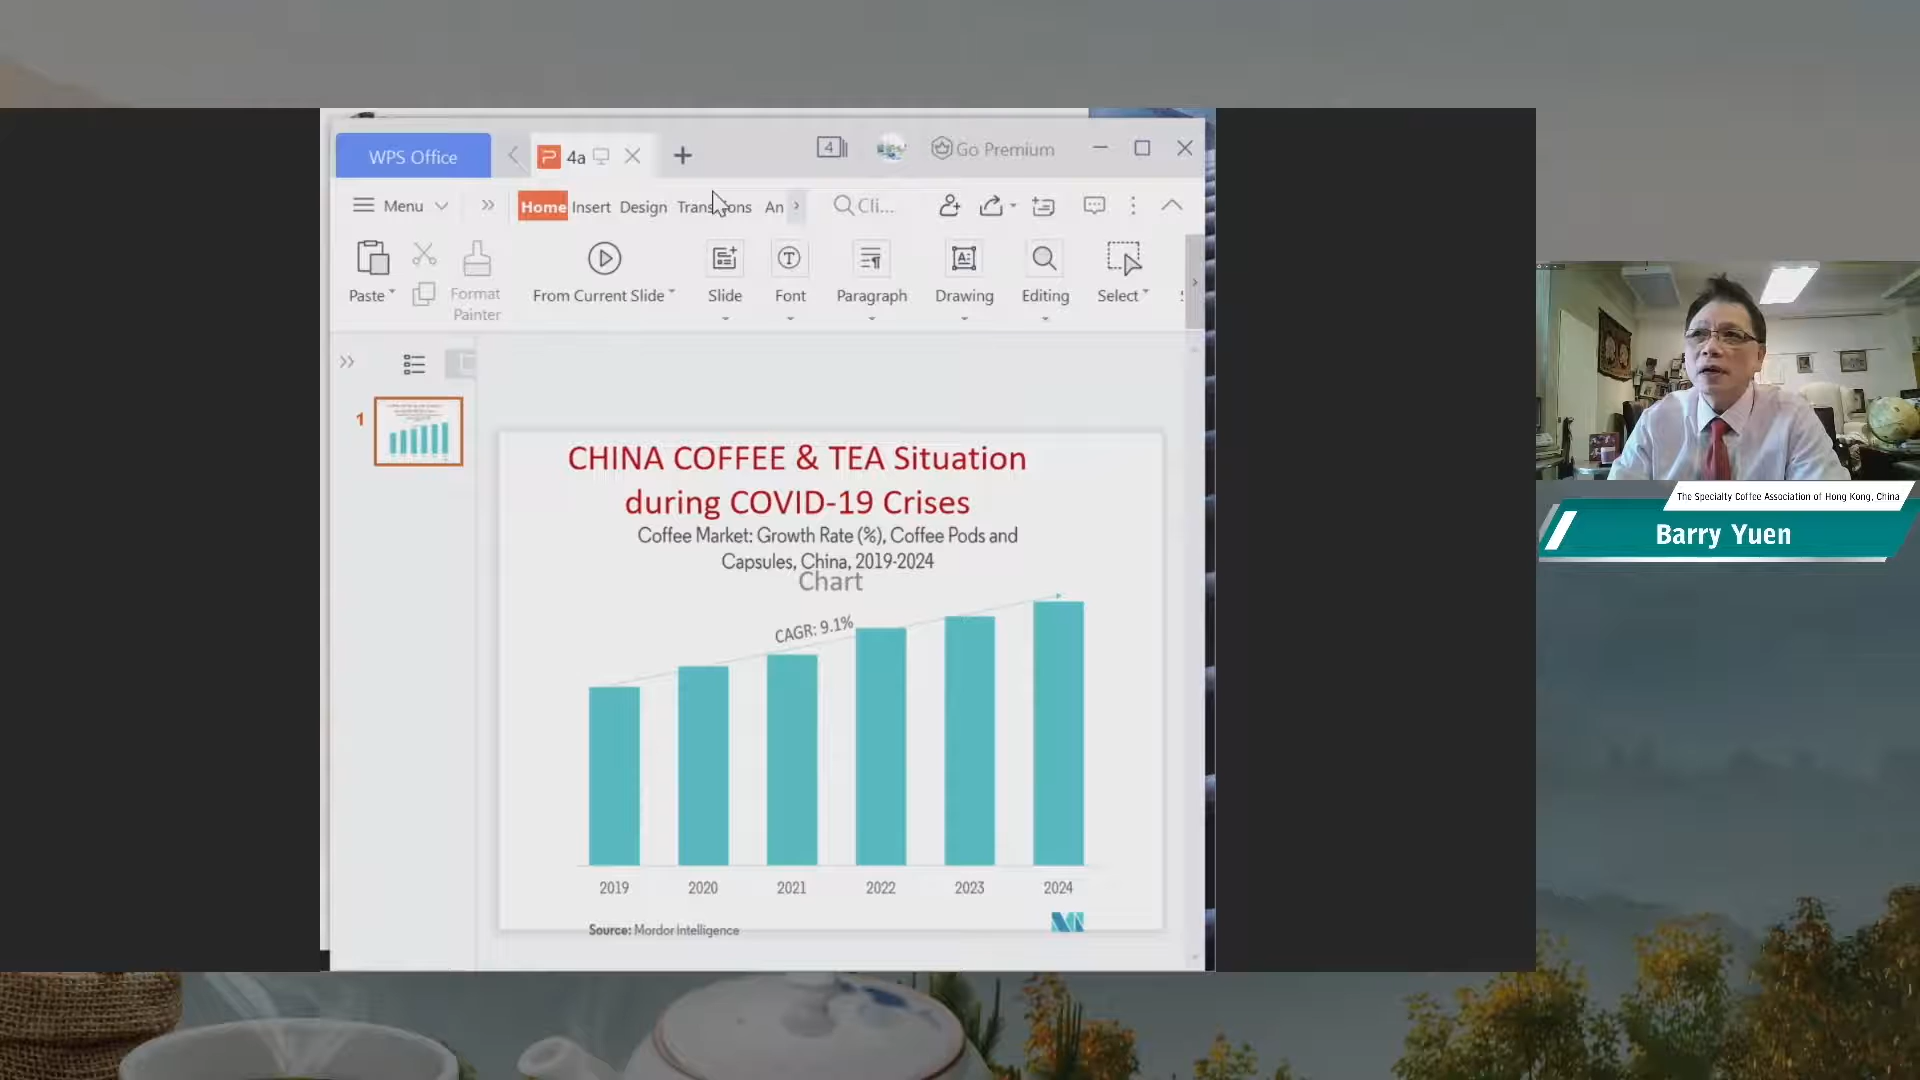 WPS Office
4a
4
Go Premium
Menu
Home
Insert
Design
An
Cli...
Paste
Format
Painter
From Current Slide
Slide
Font
Paragraph
Drawing
Editing
Select
1
CHINA COFFEE & TEA Situation
during COVID-19 Crises
Coffee Market: Growth Rate (%), Coffee Pods and
Capsules, China, 2019-2024
Chart
CAGR: 9.1%
2019
2020
2021
2022
2023
2024
Source: Mordor Intelligence
The Specialty Coffee Association of Hong Kong, China
Barry Yuen